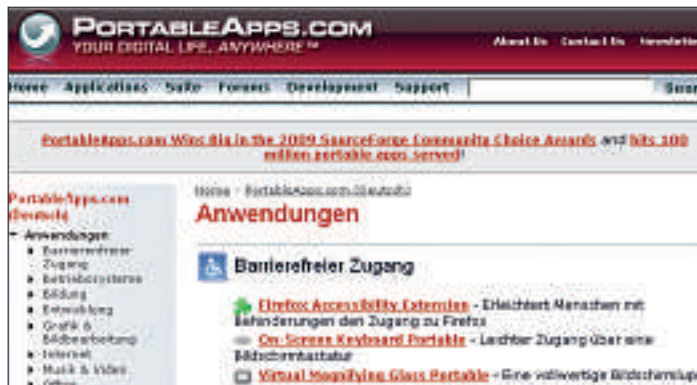 PORTABLEAPPS.COM
YOUR DIGITAL LIFE, ANYWHERE™
About Us Contact Us Newslette
Home Applications Suite Forums Development Support Sear
PortableApps.com Wins Big in the 2009 SourceForge Community Choice Awards and hits 100
million portable apps served!
PortableApps.com
(Deutsch)
Anwendungen
Barrierefreier
Zugang
Betriebssysteme
Bildung
Entwicklung
Grafik &
Bildbearbeitung
Internet
Musik & Video
Office
Home - PortableApps.com (Deutsch)
Anwendungen
Barrierefreier Zugang
Firefox Accessibility Extension - Erleichtert Menschen mit
Behinderungen den Zugang zu Firefox
On-Screen Keyboard Portable - Leichter Zugang über eine
Bildschirmtastatur
Virtual Magnifying Glass Portable - Eine vollwertige Bildschirmlup